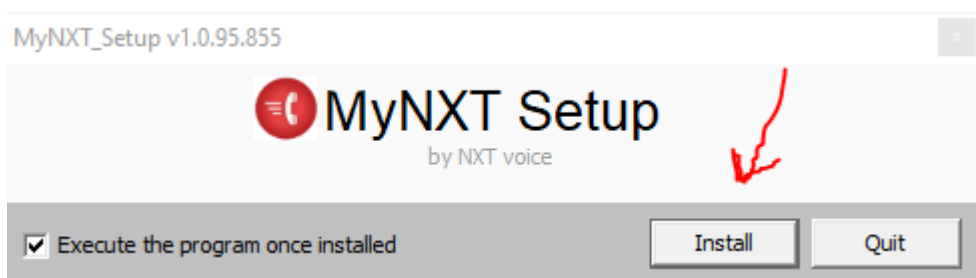 MyNXT_Setup v1.0.95.855
x
MyNXT Setup
by NXT voice
Execute the program once installed
Install
Quit